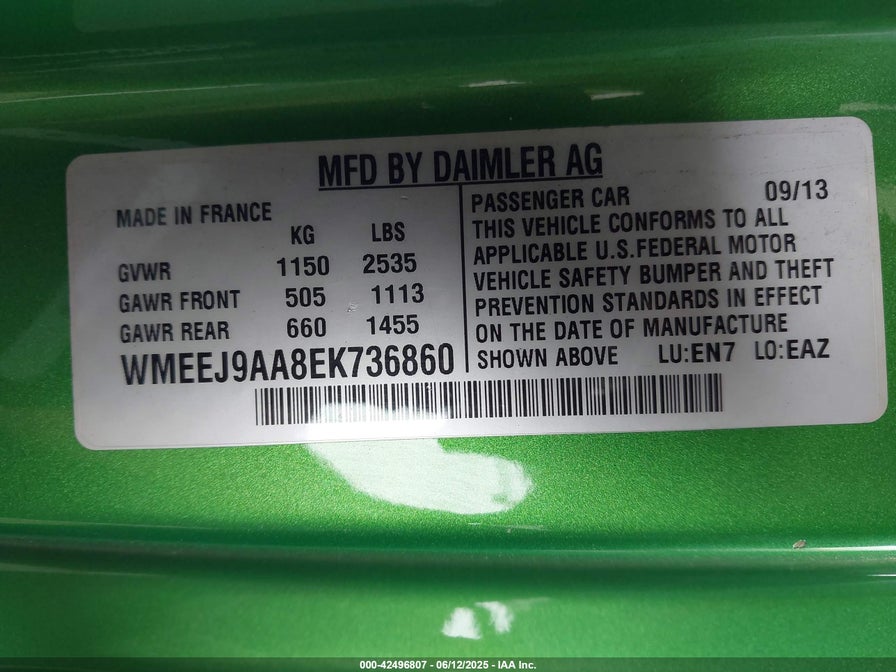 MFD BY DAIMLER AG
MADE IN FRANCE
KG LBS
GVWR 1150 2535
GAWR FRONT 505 1113
GAWR REAR 660 1455
WMEEJ9AA8EK736860
PASSENGER CAR 09/13
THIS VEHICLE CONFORMS TO ALL
APPLICABLE U.S.FEDERAL MOTOR
VEHICLE SAFETY BUMPER AND THEFT
PREVENTION STANDARDS IN EFFECT
ON THE DATE OF MANUFACTURE
SHOWN ABOVE LU:EN7 LO:EAZ
000-42496807 - 06/12/2025 - IAA Inc.